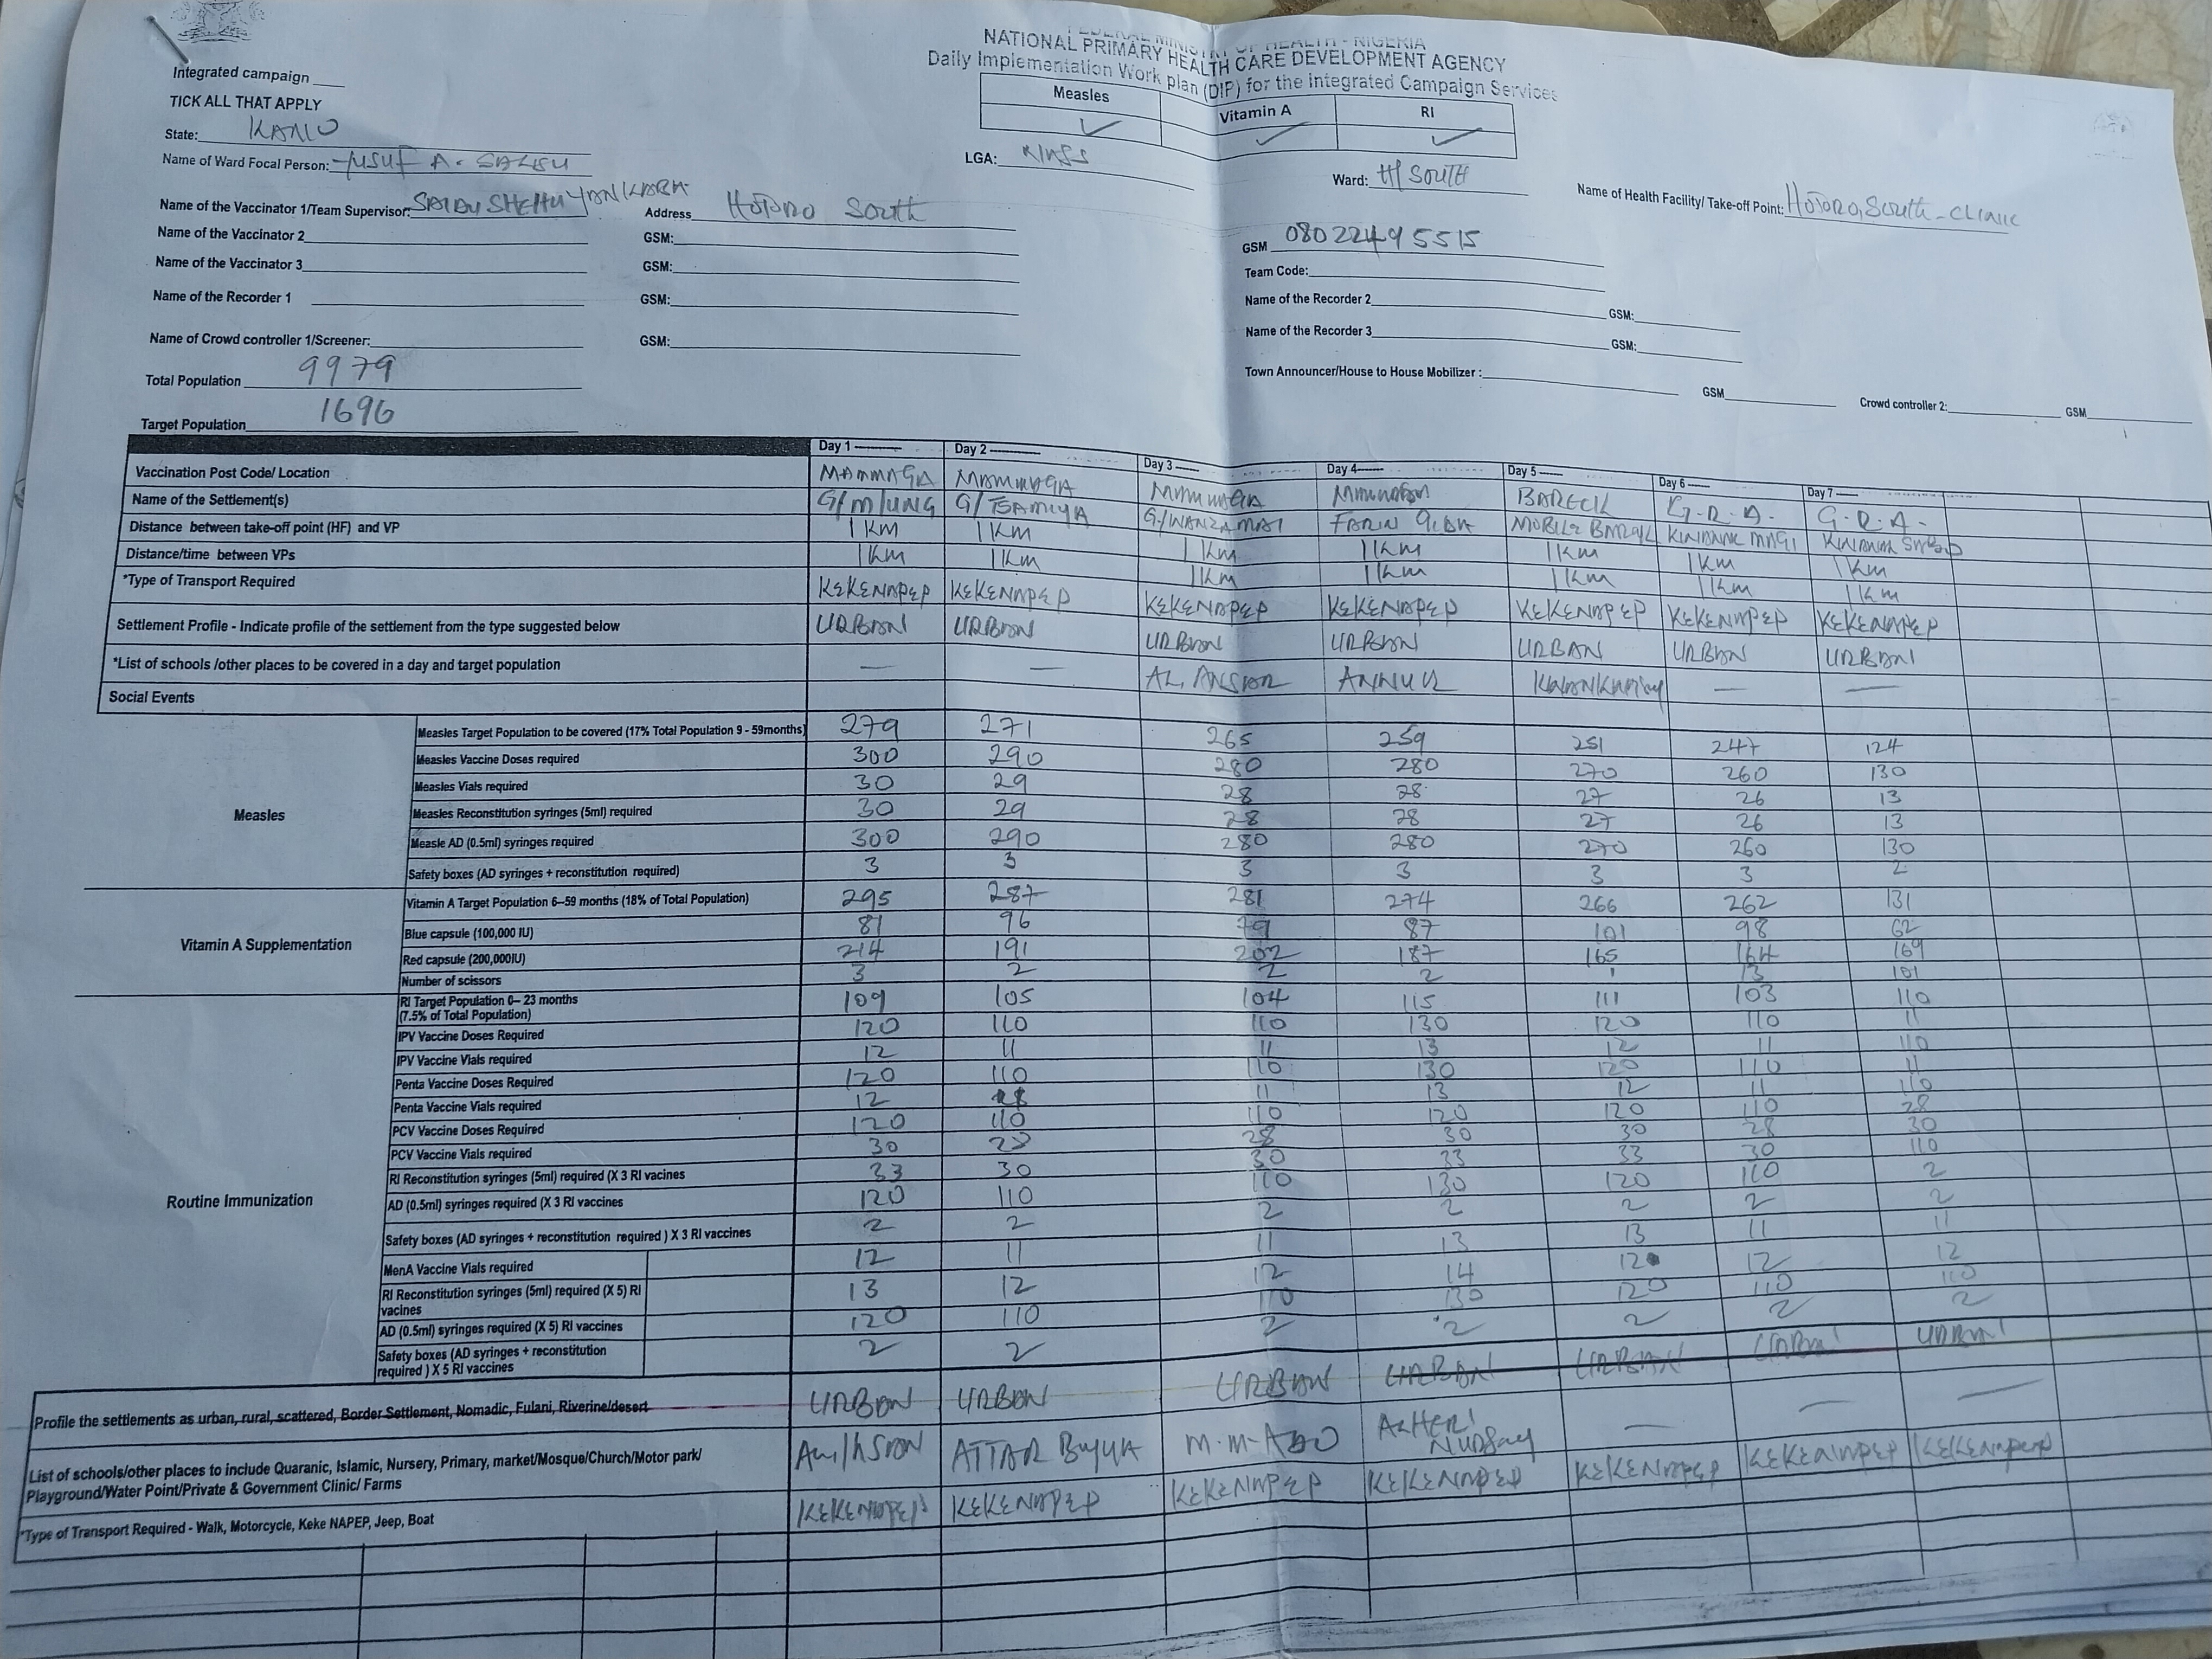 FEDERAL MINISTRY OF HEALTH - NIGERIA
NATIONAL PRIMARY HEALTH CARE DEVELOPMENT AGENCY
Daily Implementation Work plan (DIP) for the Integrated Campaign Services
Integrated campaign
TICK ALL THAT APPLY
Measles Vitamin A RI
✓ ✓ ✓
State: KANO
Name of Ward Focal Person: YUSUF A. SALISU
LGA:
Ward: H/SOUTH
Name of Health Facility/ Take-off Point: HOTORO, SOUTH - CLINIC
Name of the Vaccinator 1/Team Supervisor: SAIDU SHEHU YANKABA
Address HOTORO SOUTH
GSM 08022495515
Name of the Vaccinator 2 GSM:
Team Code:
Name of the Vaccinator 3 GSM:
Name of the Recorder 2 GSM:
Name of the Recorder 1 GSM:
Name of the Recorder 3 GSM:
Name of Crowd controller 1/Screener: GSM:
Town Announcer/House to House Mobilizer : GSM Crowd controller 2: GSM
Total Population 9979
Target Population 1696
Day 1 Day 2 Day 3 Day 4 Day 5 Day 6 Day 7
Vaccination Post Code/ Location MAMMAGA MAMMAGA MAMMAGA BARECK G.R.A. G.R.A.
Name of the Settlement(s) G/M/UNG G/TSAMIYA G/WANZAMAI FARIN MOBILE
Distance between take-off point (HF) and VP 1KM 1KM 1KM 1KM 1KM 1KM 1KM
Distance/time between VPs 1KM 1KM 1KM 1KM 1KM 1KM 1KM
*Type of Transport Required KEKENAPEP KEKENAPEP KEKENAPEP KEKENAPEP KEKENAPEP KEKENAPEP KEKENAPEP
Settlement Profile - Indicate profile of the settlement from the type suggested below URBAN URBAN URBAN URBAN URBAN URBAN URBAN
*List of schools /other places to be covered in a day and target population — — AL. ANSAR ANNUR — —
Social Events
Measles
Measles Target Population to be covered (17% Total Population 9 - 59months) 279 271 265 259 251 247 124
Measles Vaccine Doses required 300 290 280 280 270 260 130
Measles Vials required 30 29 28 28 27 26 13
Measles Reconstitution syringes (5ml) required 30 29 28 28 27 26 13
Measle AD (0.5ml) syringes required 300 290 280 280 270 260 130
Safety boxes (AD syringes + reconstitution required) 3 3 3 3 3 3 2
Vitamin A Supplementation
Vitamin A Target Population 6–59 months (18% of Total Population) 295 287 281 274 266 262 131
Blue capsule (100,000 IU) 81 96 79 87 101 98 62
Red capsule (200,000IU) 214 191 202 187 165 164 169
Number of scissors 3 2 2 2 1 101
Routine Immunization
RI Target Population 0– 23 months (7.5% of Total Population) 109 105 104 115 111 103 110
IPV Vaccine Doses Required 120 110 110 130 120 110 11
IPV Vaccine Vials required 12 11 11 13 12 11 110
Penta Vaccine Doses Required 120 110 110 130 120 110 11
Penta Vaccine Vials required 12 11 13 12 11 110
PCV Vaccine Doses Required 120 110 110 120 120 110 28
PCV Vaccine Vials required 30 28 28 30 30 28 30
RI Reconstitution syringes (5ml) required (X 3 RI vacines 33 30 30 33 33 30 110
AD (0.5ml) syringes required (X 3 RI vaccines 120 110 110 130 120 110 2
Safety boxes (AD syringes + reconstitution required ) X 3 RI vaccines 2 2 2 2 2 2 2
MenA Vaccine Vials required 12 11 11 13 13 11 11
RI Reconstitution syringes (5ml) required (X 5) RI vacines 13 12 12 14 12 12 12
AD (0.5ml) syringes required (X 5) RI vaccines 120 110 110 130 120 110 110
Safety boxes (AD syringes + reconstitution required ) X 5 RI vaccines 2 2 2 2 2 2 2
Profile the settlements as urban, rural, scattered, Border Settlement, Nomadic, Fulani, Riverine/desert URBAN URBAN URBAN URBAN URBAN URBAN URBAN
List of schools/other places to include Quaranic, Islamic, Nursery, Primary, market/Mosque/Church/Motor park/ ATTAR M.M-ADO AZHERI
Playground/Water Point/Private & Government Clinic/ Farms — — —
*Type of Transport Required - Walk, Motorcycle, Keke NAPEP, Jeep, Boat KEKENAPEP KEKENAPEP KEKENAPEP KEKENAPEP KEKENAPEP KEKENAPEP KEKENAPEP